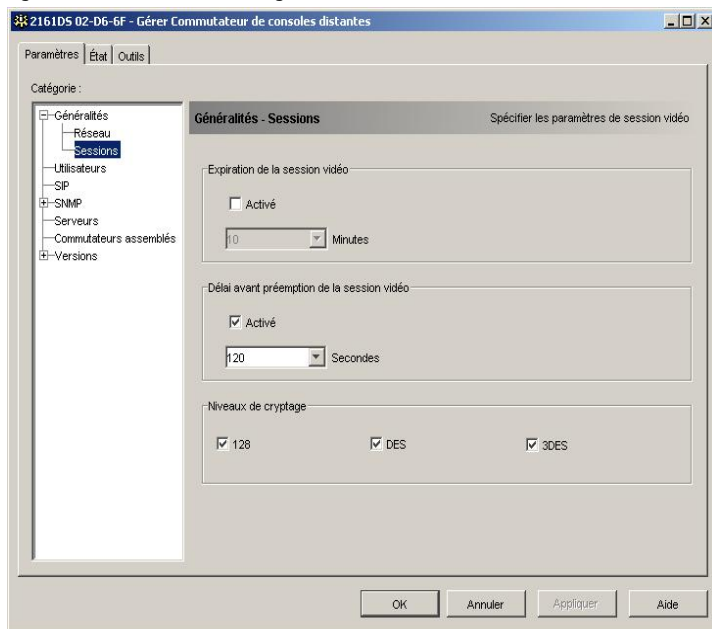 2161DS 02-D6-6F - Gérer Commutateur de consoles distantes
Paramètres État Outils
Catégorie :
Généralités
Réseau
Sessions
Utilisateurs
SIP
SNMP
Serveurs
Commutateurs assemblés
Versions
Généralités - Sessions Spécifier les paramètres de session vidéo
Expiration de la session vidéo
Activé
10 Minutes
Délai avant préemption de la session vidéo
Activé
120 Secondes
Niveaux de cryptage
128 DES 3DES
OK Annuler Appliquer Aide